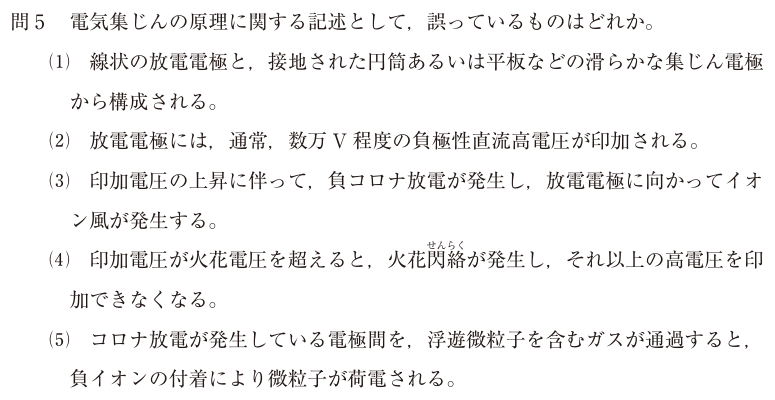 問5 電気集じんの原理に関する記述として，誤っているものはどれか。
(1) 線状の放電電極と，接地された円筒あるいは平板などの滑らかな集じん電極
から構成される。
(2) 放電電極には，通常，数万 V 程度の負極性直流高電圧が印加される。
(3) 印加電圧の上昇に伴って，負コロナ放電が発生し，放電電極に向かってイオ
ン風が発生する。
せんらく
(4) 印加電圧が火花電圧を超えると，火花閃絡が発生し，それ以上の高電圧を印
加できなくなる。
(5) コロナ放電が発生している電極間を，浮遊微粒子を含むガスが通過すると，
負イオンの付着により微粒子が荷電される。